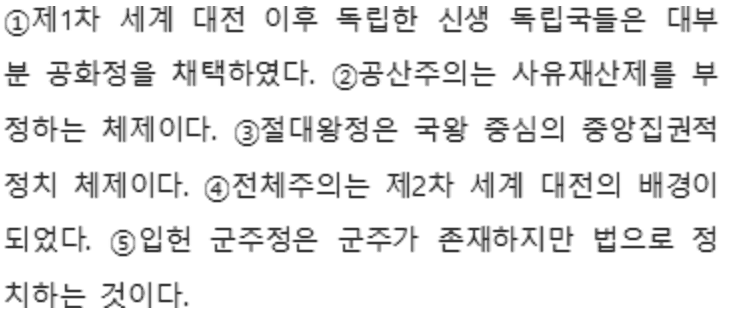 ①제1차 세계 대전 이후 독립한 신생 독립국들은 대부
분 공화정을 채택하였다. ②공산주의는 사유재산제를 부
정하는 체제이다. ③절대왕정은 국왕 중심의 중앙집권적
정치 체제이다. ④전체주의는 제2차 세계 대전의 배경이
되었다. ⑤입헌 군주정은 군주가 존재하지만 법으로 정
치하는 것이다.